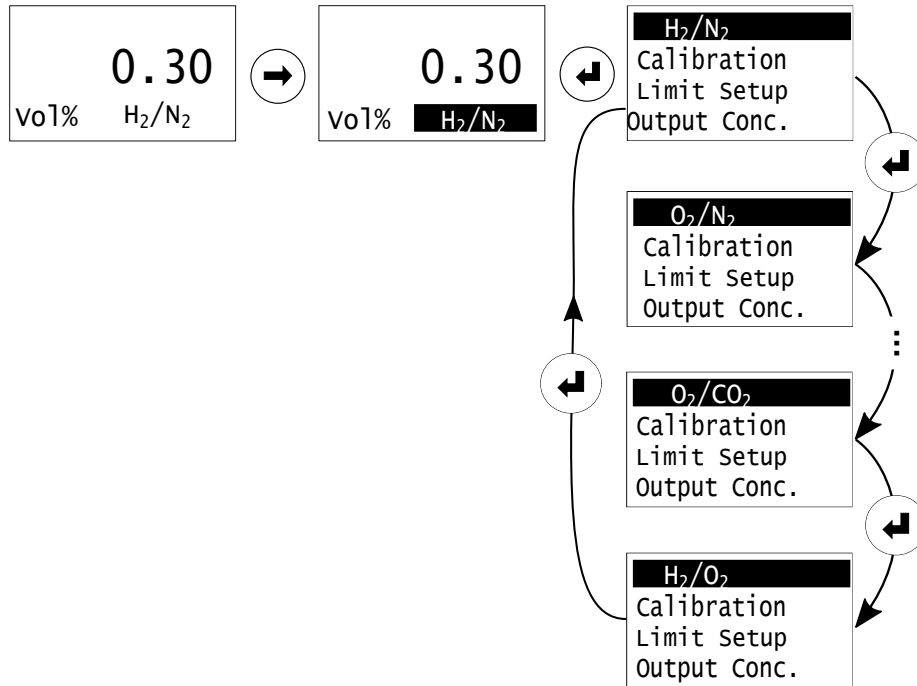 0.30
Vol% H₂/N₂
0.30
Vol% H₂/N₂
H₂/N₂
Calibration
Limit Setup
Output Conc.
O₂/N₂
Calibration
Limit Setup
Output Conc.
...
O₂/CO₂
Calibration
Limit Setup
Output Conc.
H₂/O₂
Calibration
Limit Setup
Output Conc.